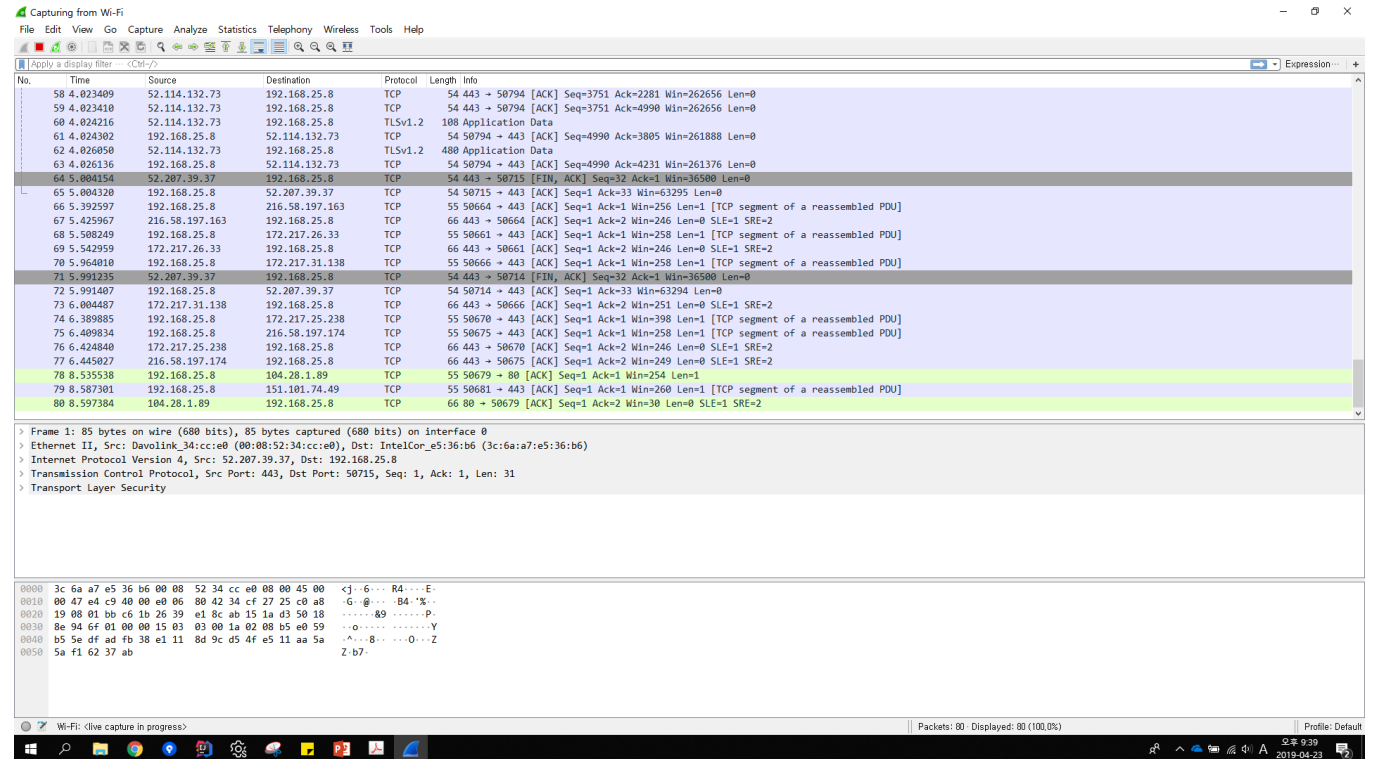 Capturing from Wi-Fi
File Edit View Go Capture Analyze Statistics Telephony Wireless Tools Help
Apply a display filter ... <Ctrl-/> Expression... +
No. Time Source Destination Protocol Length Info
58 4.023409 52.114.132.73 192.168.25.8 TCP 54 443 → 50794 [ACK] Seq=3751 Ack=2281 Win=262656 Len=0
59 4.023410 52.114.132.73 192.168.25.8 TCP 54 443 → 50794 [ACK] Seq=3751 Ack=4990 Win=262656 Len=0
60 4.024216 52.114.132.73 192.168.25.8 TLSv1.2 108 Application Data
61 4.024302 192.168.25.8 52.114.132.73 TCP 54 50794 → 443 [ACK] Seq=4990 Ack=3805 Win=261888 Len=0
62 4.026050 52.114.132.73 192.168.25.8 TLSv1.2 480 Application Data
63 4.026136 192.168.25.8 52.114.132.73 TCP 54 50794 → 443 [ACK] Seq=4990 Ack=4231 Win=261376 Len=0
64 5.004154 52.207.39.37 192.168.25.8 TCP 54 443 → 50715 [FIN, ACK] Seq=32 Ack=1 Win=36500 Len=0
65 5.004320 192.168.25.8 52.207.39.37 TCP 54 50715 → 443 [ACK] Seq=1 Ack=33 Win=63295 Len=0
66 5.392597 192.168.25.8 216.58.197.163 TCP 55 50664 → 443 [ACK] Seq=1 Ack=1 Win=256 Len=1 [TCP segment of a reassembled PDU]
67 5.425967 216.58.197.163 192.168.25.8 TCP 66 443 → 50664 [ACK] Seq=1 Ack=2 Win=246 Len=0 SLE=1 SRE=2
68 5.508249 192.168.25.8 172.217.26.33 TCP 55 50661 → 443 [ACK] Seq=1 Ack=1 Win=258 Len=1 [TCP segment of a reassembled PDU]
69 5.542959 172.217.26.33 192.168.25.8 TCP 66 443 → 50661 [ACK] Seq=1 Ack=2 Win=246 Len=0 SLE=1 SRE=2
70 5.964010 192.168.25.8 172.217.31.138 TCP 55 50666 → 443 [ACK] Seq=1 Ack=1 Win=258 Len=1 [TCP segment of a reassembled PDU]
71 5.991235 52.207.39.37 192.168.25.8 TCP 54 443 → 50714 [FIN, ACK] Seq=32 Ack=1 Win=36500 Len=0
72 5.991407 192.168.25.8 52.207.39.37 TCP 54 50714 → 443 [ACK] Seq=1 Ack=33 Win=63294 Len=0
73 6.004487 172.217.31.138 192.168.25.8 TCP 66 443 → 50666 [ACK] Seq=1 Ack=2 Win=251 Len=0 SLE=1 SRE=2
74 6.389885 192.168.25.8 172.217.25.238 TCP 55 50670 → 443 [ACK] Seq=1 Ack=1 Win=398 Len=1 [TCP segment of a reassembled PDU]
75 6.409834 192.168.25.8 216.58.197.174 TCP 55 50675 → 443 [ACK] Seq=1 Ack=1 Win=258 Len=1 [TCP segment of a reassembled PDU]
76 6.424840 172.217.25.238 192.168.25.8 TCP 66 443 → 50670 [ACK] Seq=1 Ack=2 Win=246 Len=0 SLE=1 SRE=2
77 6.445027 216.58.197.174 192.168.25.8 TCP 66 443 → 50675 [ACK] Seq=1 Ack=2 Win=249 Len=0 SLE=1 SRE=2
78 8.535538 192.168.25.8 104.28.1.89 TCP 55 50679 → 80 [ACK] Seq=1 Ack=1 Win=254 Len=1
79 8.587301 192.168.25.8 151.101.74.49 TCP 55 50681 → 443 [ACK] Seq=1 Ack=1 Win=260 Len=1 [TCP segment of a reassembled PDU]
80 8.597384 104.28.1.89 192.168.25.8 TCP 66 80 → 50679 [ACK] Seq=1 Ack=2 Win=30 Len=0 SLE=1 SRE=2
> Frame 1: 85 bytes on wire (680 bits), 85 bytes captured (680 bits) on interface 0
> Ethernet II, Src: Davolink_34:cc:e0 (00:08:52:34:cc:e0), Dst: IntelCor_e5:36:b6 (3c:6a:a7:e5:36:b6)
> Internet Protocol Version 4, Src: 52.207.39.37, Dst: 192.168.25.8
> Transmission Control Protocol, Src Port: 443, Dst Port: 50715, Seq: 1, Ack: 1, Len: 31
> Transport Layer Security
0000 3c 6a a7 e5 36 b6 00 08 52 34 cc e0 08 00 45 00 <j··6··· R4····E·
0010 00 47 e4 c9 40 00 e0 06 80 42 34 cf 27 25 c0 a8 ·G··@··· ·B4·'%··
0020 19 08 01 bb c6 1b 26 39 e1 8c ab 15 1a d3 50 18 ······&9 ······P·
0030 8e 94 6f 01 00 00 15 03 03 00 1a 02 08 b5 e0 59 ··o····· ·······Y
0040 b5 5e df ad fb 38 e1 11 8d 9c d5 4f e5 11 aa 5a ·^···8·· ···O···Z
0050 5a f1 62 37 ab Z·b7·
Wi-Fi: <live capture in progress> Packets: 80 · Displayed: 80 (100,0%) Profile: Default
A 오후 9:39
2019-04-23 2